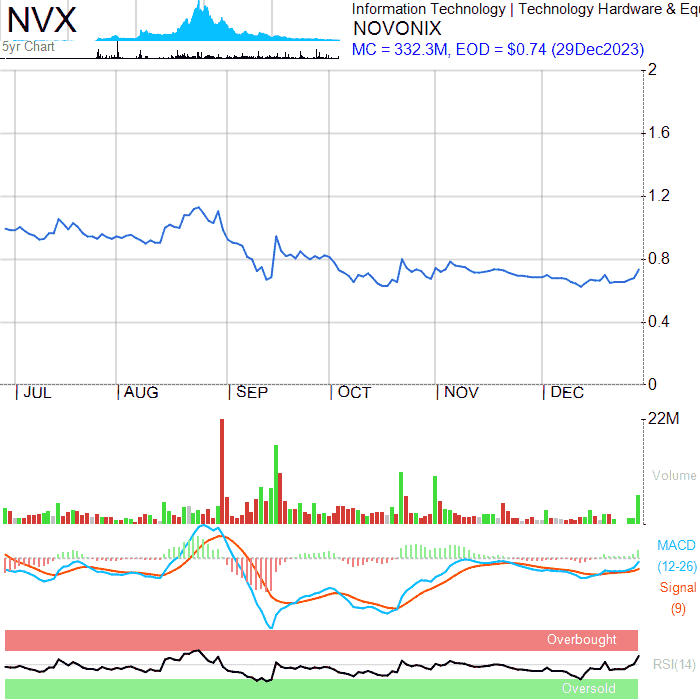 NVX
5yr Chart
Information Technology | Technology Hardware & Equ
NOVONIX
MC = 332.3M, EOD = $0.74 (29Dec2023)
2
1.6
1.2
0.8
0.4
0
JUL AUG SEP OCT NOV DEC
22M
Volume
MACD
(12-26)
Signal
(9)
Overbought
RSI(14)
Oversold